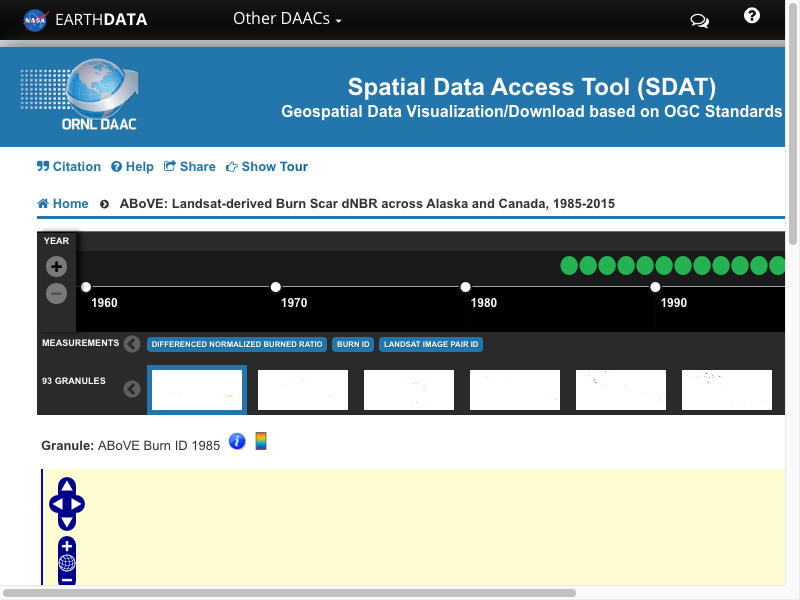 NASA EARTHDATA Other DAACs
Spatial Data Access Tool (SDAT)
Geospatial Data Visualization/Download based on OGC Standards
ORNL DAAC
Citation Help Share Show Tour
Home ABoVE: Landsat-derived Burn Scar dNBR across Alaska and Canada, 1985-2015
YEAR
1960 1970 1980 1990
MEASUREMENTS DIFFERENCED NORMALIZED BURNED RATIO BURN ID LANDSAT IMAGE PAIR ID
93 GRANULES
Granule: ABoVE Burn ID 1985